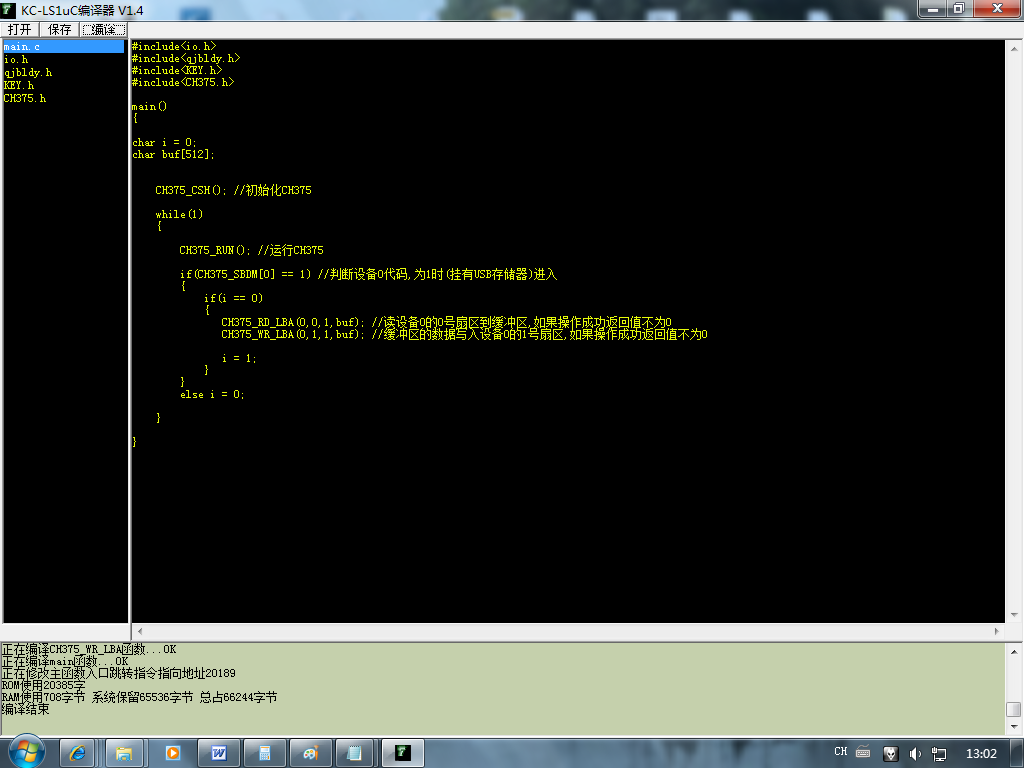 KC-LS1uC编译器 V1.4
打开 保存 编译
main.c
io.h
qjbldy.h
KEY.h
CH375.h
#include<io.h>
#include<qjbldy.h>
#include<KEY.h>
#include<CH375.h>
main()
{
char i = 0;
char buf[512];
CH375_CSH(); //初始化CH375
while(1)
{
CH375_RUN(); //运行CH375
if(CH375_SBDM[0] == 1) //判断设备0代码,为1时(挂有USB存储器)进入
{
if(i == 0)
{
CH375_RD_LBA(0,0,1,buf); //读设备0的0号扇区到缓冲区,如果操作成功返回值不为0
CH375_WR_LBA(0,1,1,buf); //缓冲区的数据写入设备0的1号扇区,如果操作成功返回值不为0
i = 1;
}
}
else i = 0;
}
}
正在编译CH375_WR_LBA函数...OK
正在编译main函数...OK
正在修改主函数入口跳转指令指向地址20189
ROM使用20385字
RAM使用708字节 系统保留65536字节 总占66244字节
编译结束
CH 13:02